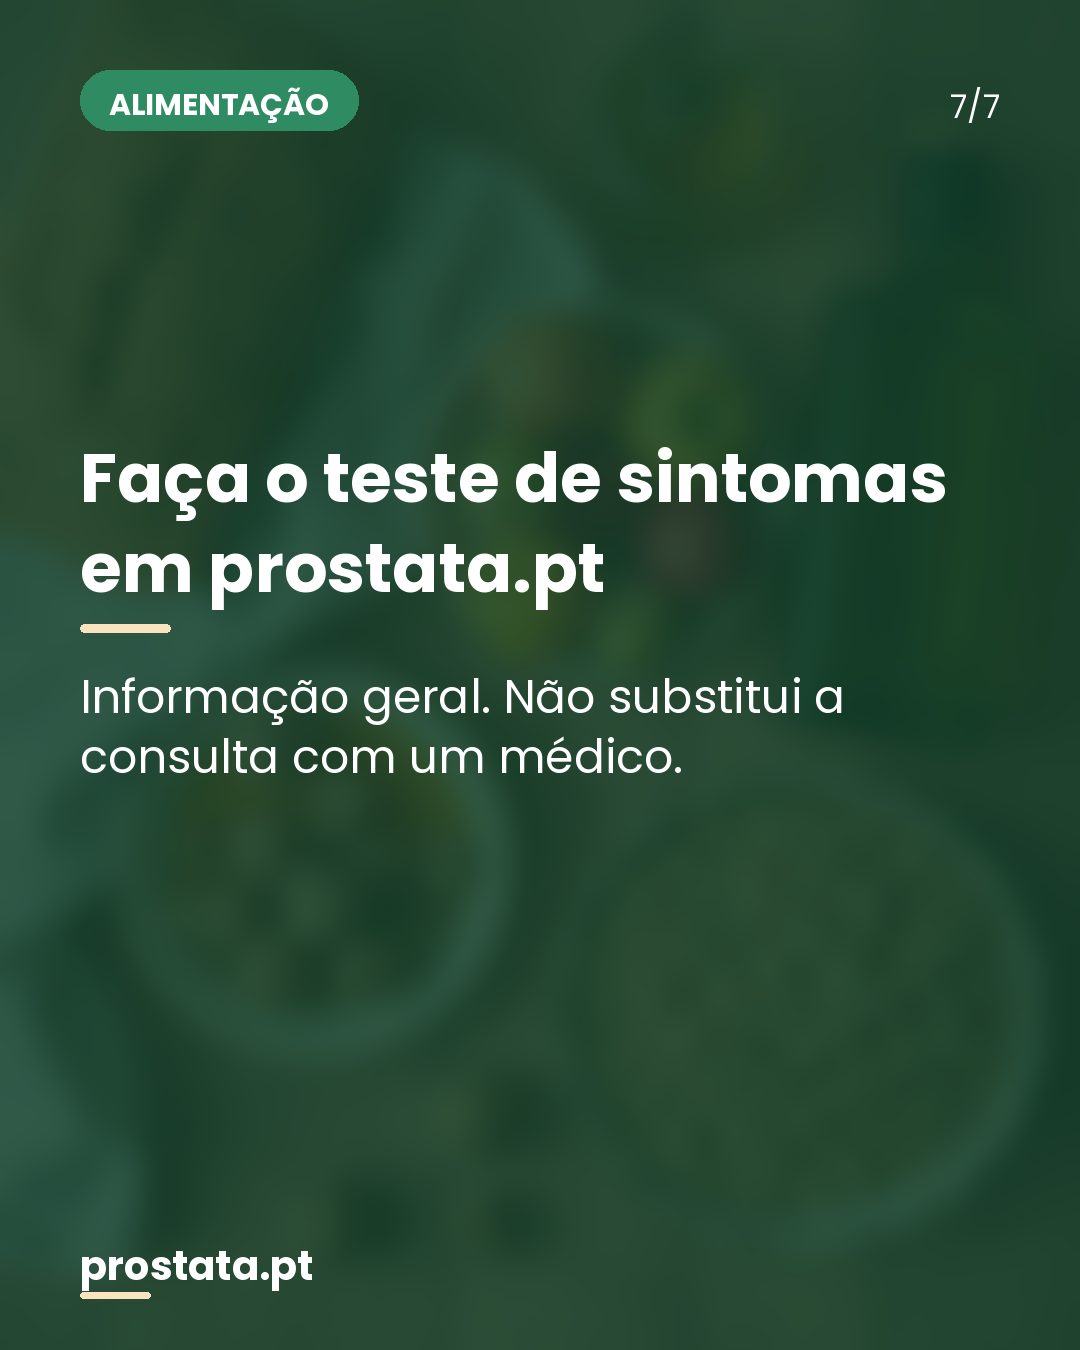 ALIMENTAÇÃO
7/7
Faça o teste de sintomas
em prostata.pt
Informação geral. Não substitui a
consulta com um médico.
prostata.pt